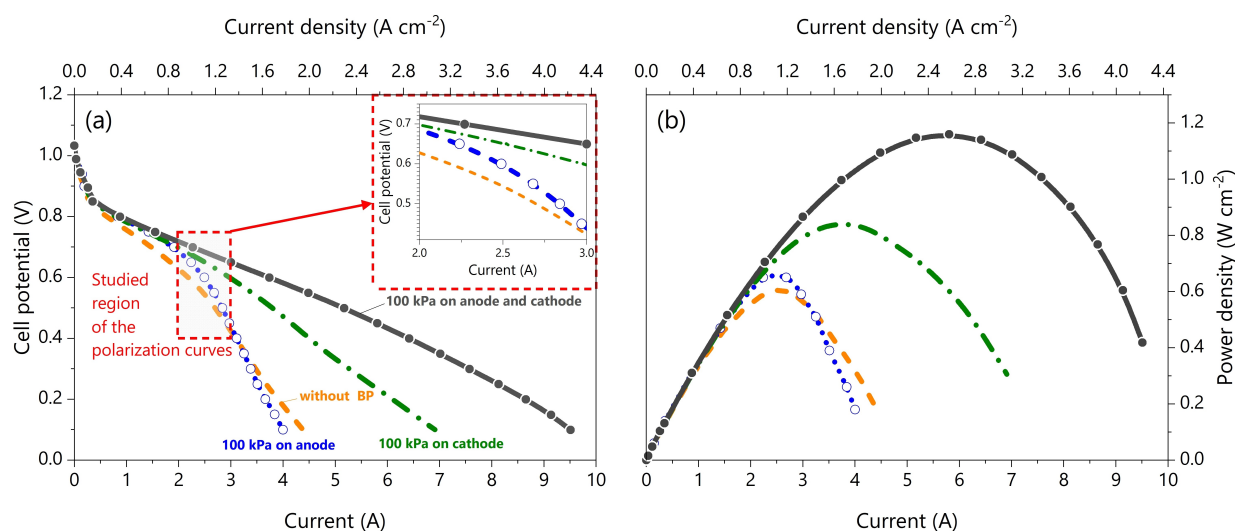 Current density (A cm-2)
0.0 0.4 0.8 1.2 1.6 2.0 2.4 2.8 3.2 3.6 4.0 4.4
1.2
1.0
0.8
0.6
0.4
0.2
0.0
Cell potential (V)
(a)
0.7
0.6
0.5
Cell potential (V)
2.0 2.5 3.0
Current (A)
Studied
region
of the
polarization curves
100 kPa on anode and cathode
without BP
100 kPa on anode
100 kPa on cathode
0 1 2 3 4 5 6 7 8 9 10
Current (A)
Current density (A cm-2)
0.0 0.4 0.8 1.2 1.6 2.0 2.4 2.8 3.2 3.6 4.0 4.4
(b)
1.2
1.0
0.8
0.6
0.4
0.2
0.0
Power density (W cm-2)
0 1 2 3 4 5 6 7 8 9 10
Current (A)